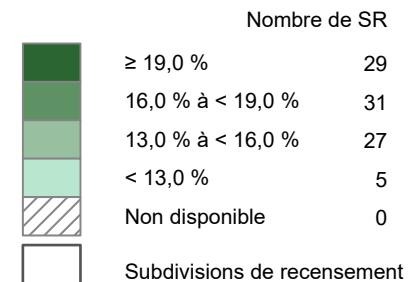 Nombre de SR
≥ 19,0 % 29
16,0 % à < 19,0 % 31
13,0 % à < 16,0 % 27
< 13,0 % 5
Non disponible 0
Subdivisions de recensement